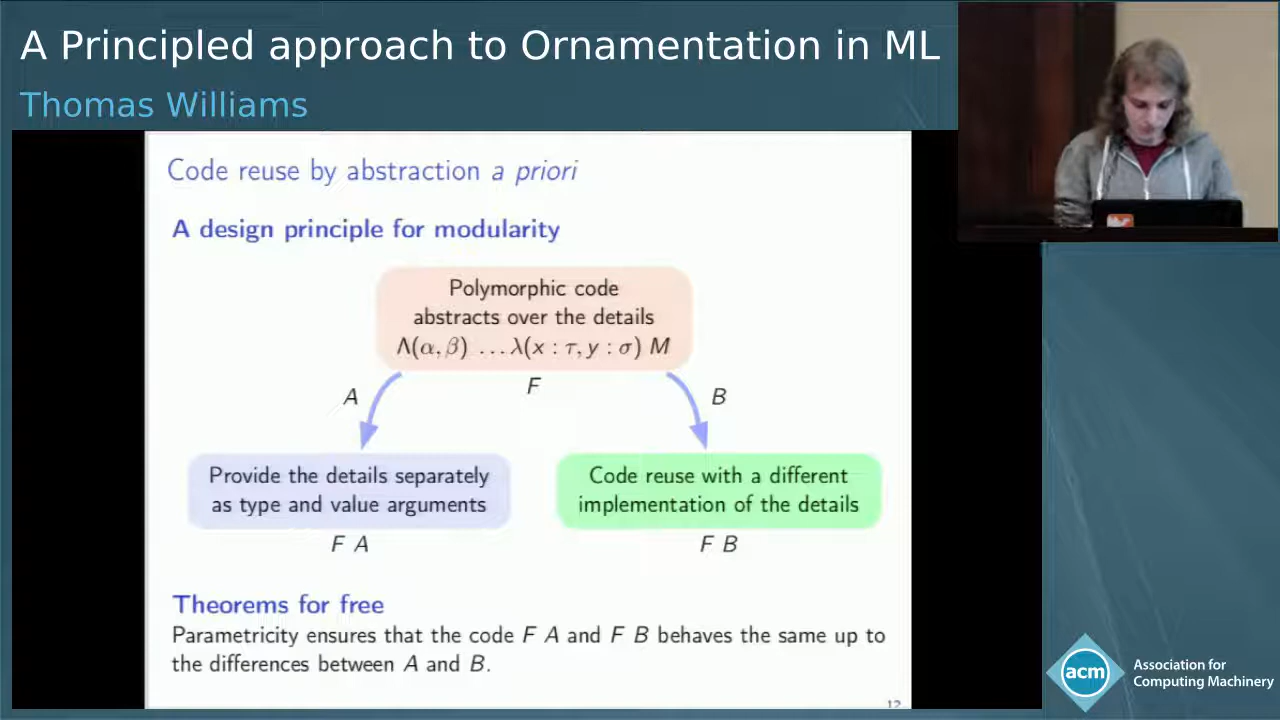 A Principled approach to Ornamentation in ML
Thomas Williams
Code reuse by abstraction a priori
A design principle for modularity
Polymorphic code
abstracts over the details
Λ(α, β) ... λ(x : τ, y : σ) M
F
A
B
Provide the details separately
as type and value arguments
F A
Code reuse with a different
implementation of the details
F B
Theorems for free
Parametricity ensures that the code F A and F B behaves the same up to
the differences between A and B.
12
acm
Association for
Computing Machinery